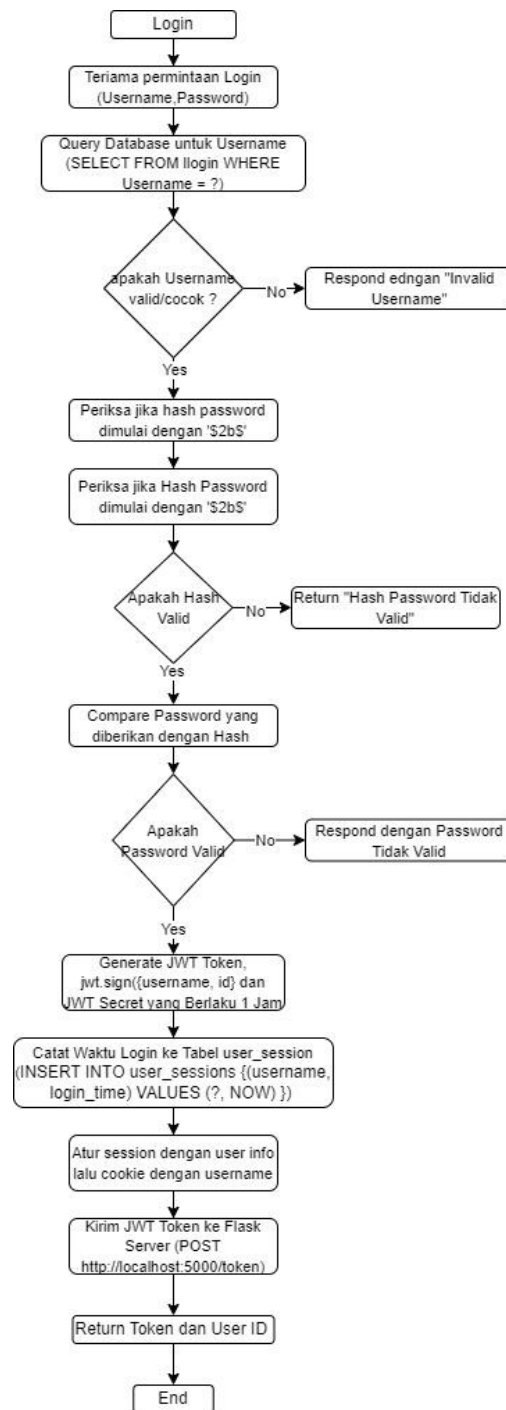 Login
Teriama permintaan Login
(Username,Password)
Query Database untuk Username
(SELECT FROM llogin WHERE
Username = ?)
apakah Username
valid/cocok ?
No
Respond edngan "Invalid
Username"
Yes
Periksa jika hash password
dimulai dengan '$2b$'
Periksa jika Hash Password
dimulai dengan '$2b$'
Apakah Hash
Valid
No
Return "Hash Password Tidak
Valid"
Yes
Compare Password yang
diberikan dengan Hash
Apakah
Password Valid
No
Respond dengan Password
Tidak Valid
Yes
Generate JWT Token,
jwt.sign({username, id} dan
JWT Secret yang Berlaku 1 Jam
Catat Waktu Login ke Tabel user_session
(INSERT INTO user_sessions {(username,
login_time) VALUES (?, NOW) })
Atur session dengan user info
lalu cookie dengan username
Kirim JWT Token ke Flask
Server (POST
http://localhost:5000/token)
Return Token dan User ID
End